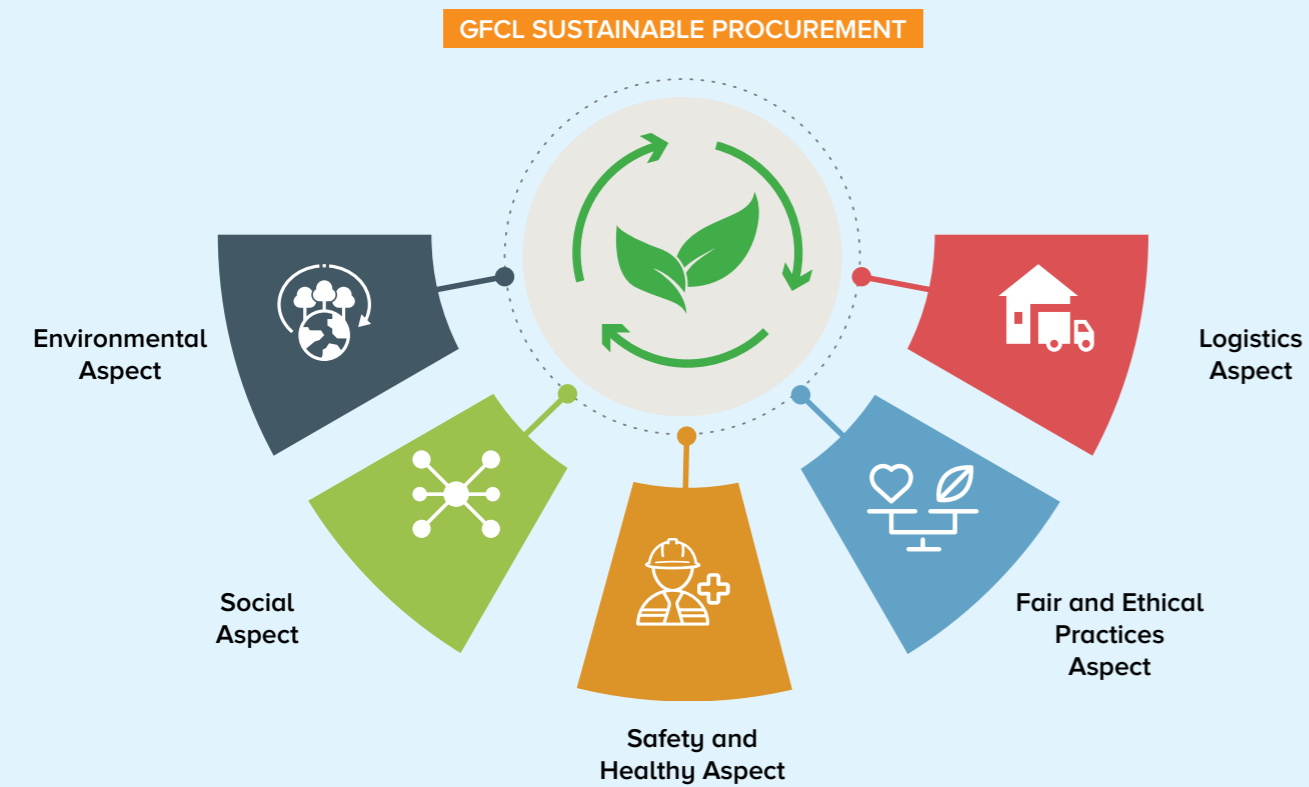 GFCL SUSTAINABLE PROCUREMENT
Environmental
Aspect
Social
Aspect
Safety and
Healthy Aspect
Fair and Ethical
Practices
Aspect
Logistics
Aspect